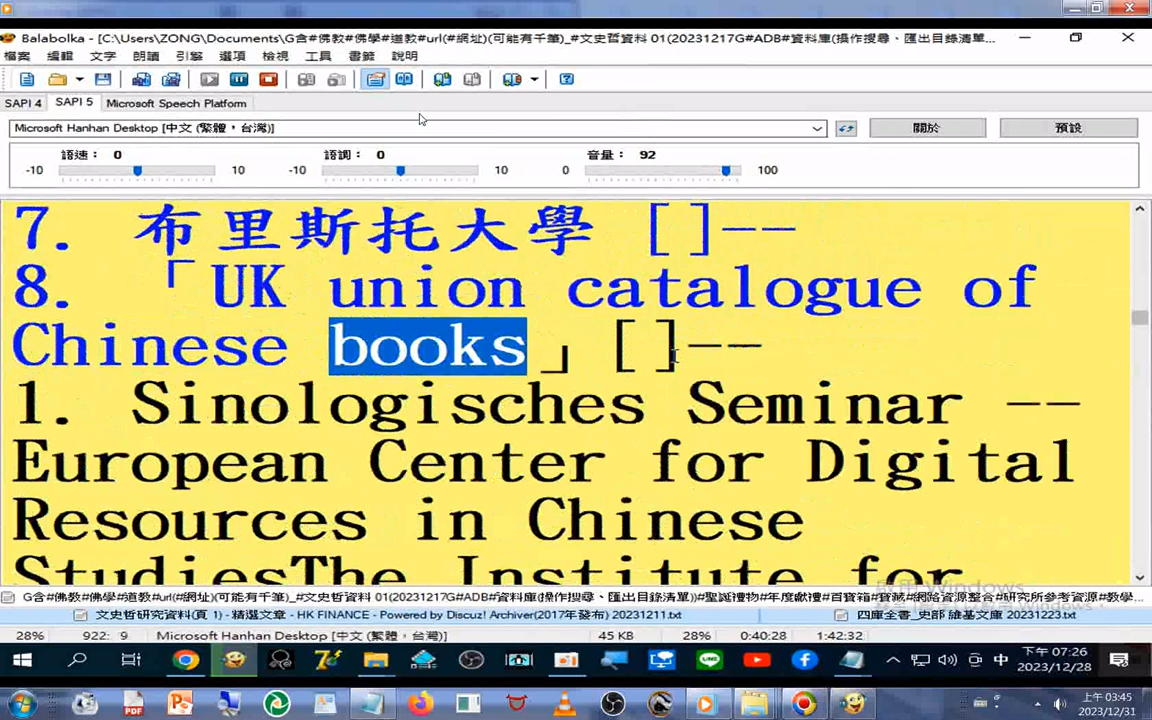 Balabolka - [C:\Users\ZONG\Documents\G含#佛教#佛學#道教#url(#網址)(可能有千筆)_#文史哲資料 01(20231217G#ADB#資料庫(操作搜尋、匯出目錄清單...
檔案 編輯 文字 朗讀 引擎 選項 檢視 工具 書籤 說明
SAPI 4 SAPI 5 Microsoft Speech Platform
Microsoft Hanhan Desktop [中文 (繁體，台灣)] 關於 預設
語速： 0 語調： 0 音量： 92
-10 10 -10 10 0 100
7. 布里斯托大學 []--
8. 「UK union catalogue of
Chinese books」[]--
1. Sinologisches Seminar --
European Center for Digital
Resources in Chinese
StudiesThe Institute for
G含#佛教#佛學#道教#url(#網址)(可能有千筆)_#文史哲資料 01(20231217G#ADB#資料庫(操作搜尋、匯出目錄清單))#聖誕禮物#年度獻禮#百寶箱#寶藏#網路資源整合#研究所參考資源#教學...
文史哲研究資料(頁 1) - 精選文章 - HK FINANCE - Powered by Discuz! Archiver(2017年發布) 20231211.txt 四庫全書_史部 維基文庫 20231223.txt
28% 922: 9 Microsoft Hanhan Desktop [中文 (繁體，台灣)] 45 KB 28% 0:40:28 1:42:32
中 下午 07:26
2023/12/28
上午 03:45
2023/12/31